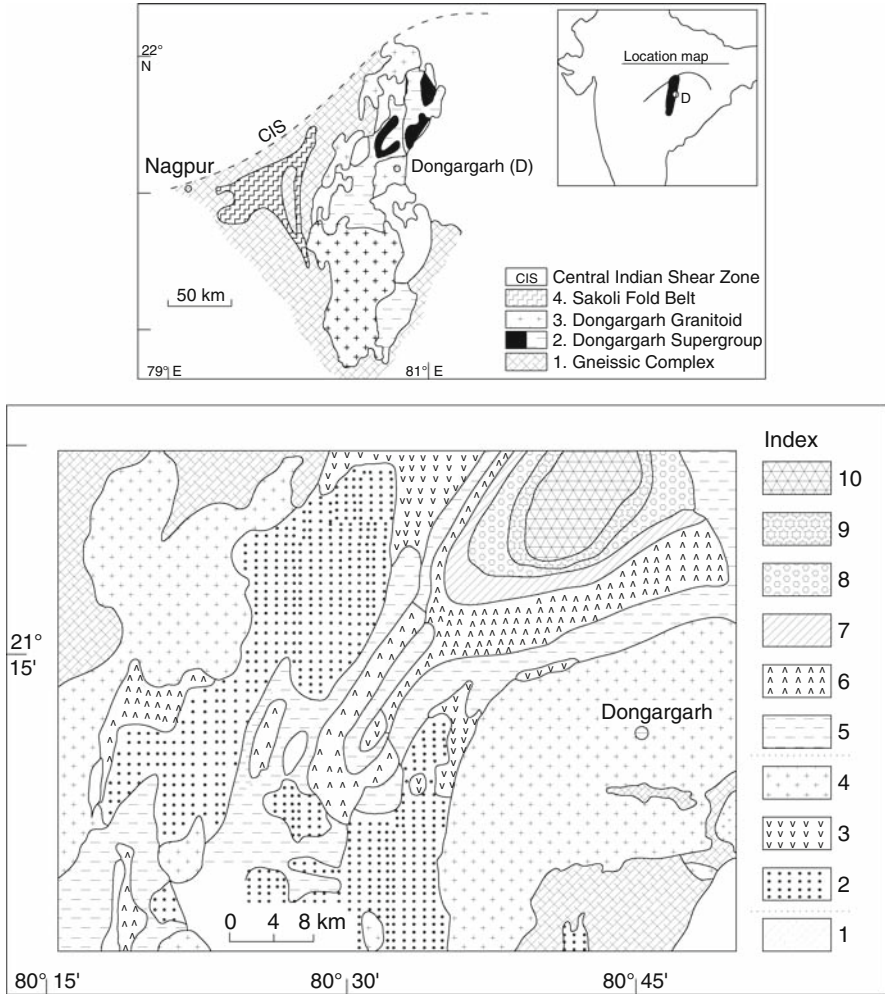 22°
N
CIS
Nagpur
Dongargarh (D)
50 km
79° E
81° E
Location map
D
CIS Central Indian Shear Zone
4. Sakoli Fold Belt
3. Dongargarh Granitoid
2. Dongargarh Supergroup
1. Gneissic Complex
Index
10
9
8
7
6
5
4
3
2
1
21°
15'
Dongargarh
0 4 8 km
80° 15' 80° 30' 80° 45'